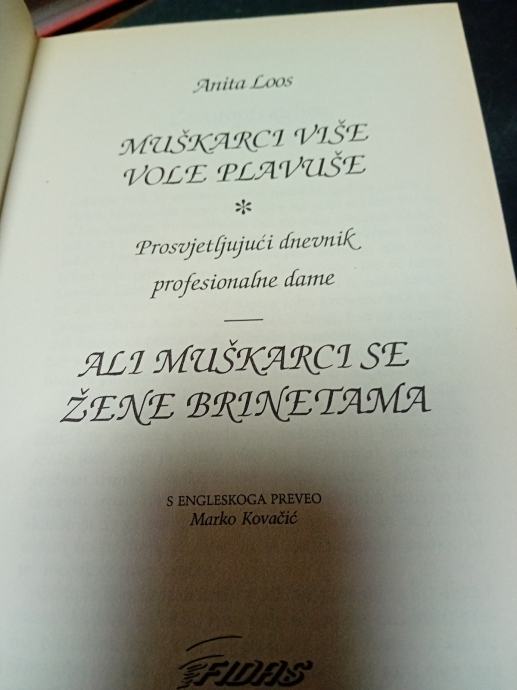 Anita Loos
MUŠKARCI VIŠE
VOLE PLAVUŠE
*
Prosvjetljujući dnevnik
profesionalne dame
ALI MUŠKARCI SE
ŽENE BRINETAMA
S ENGLESKOGA PREVEO
Marko Kovačić
FIDAS